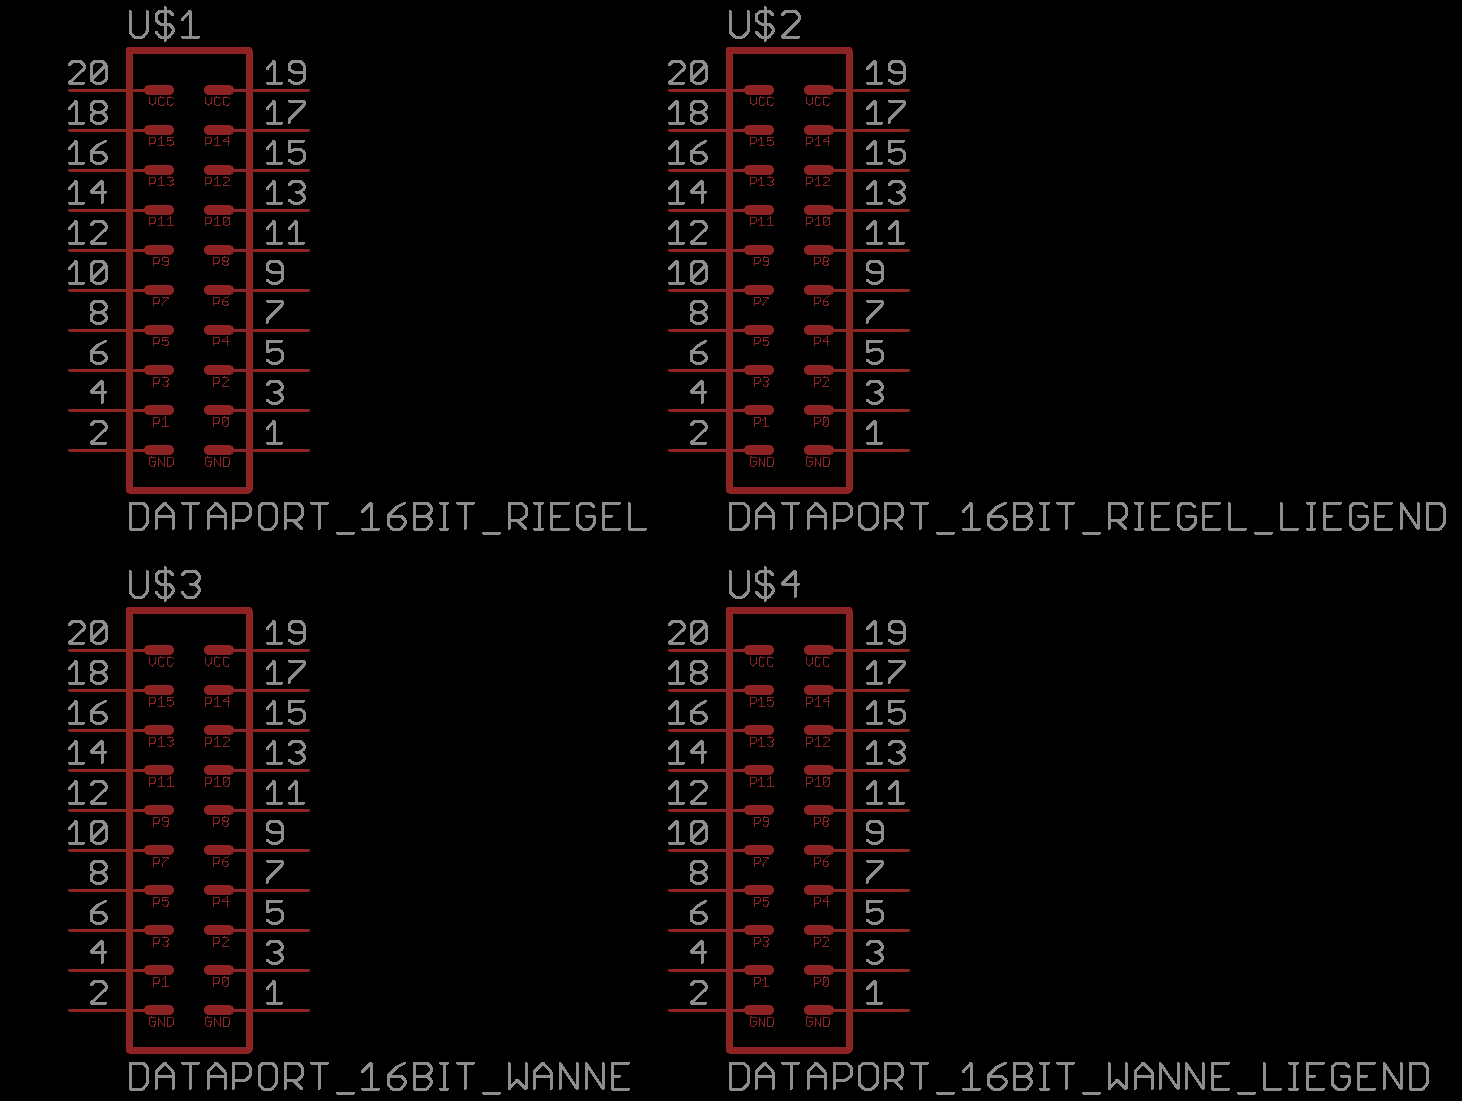 U$1
20 19
VCC VCC
18 17
P15 P14
16 15
P13 P12
14 13
P11 P10
12 11
P9 P8
10 9
P7 P6
8 7
P5 P4
6 5
P3 P2
4 3
P1 P0
2 1
GND GND
DATAPORT_16BIT_RIEGEL
U$2
20 19
VCC VCC
18 17
P15 P14
16 15
P13 P12
14 13
P11 P10
12 11
P9 P8
10 9
P7 P6
8 7
P5 P4
6 5
P3 P2
4 3
P1 P0
2 1
GND GND
DATAPORT_16BIT_RIEGEL_LIEGEND
U$3
20 19
VCC VCC
18 17
P15 P14
16 15
P13 P12
14 13
P11 P10
12 11
P9 P8
10 9
P7 P6
8 7
P5 P4
6 5
P3 P2
4 3
P1 P0
2 1
GND GND
DATAPORT_16BIT_WANNE
U$4
20 19
VCC VCC
18 17
P15 P14
16 15
P13 P12
14 13
P11 P10
12 11
P9 P8
10 9
P7 P6
8 7
P5 P4
6 5
P3 P2
4 3
P1 P0
2 1
GND GND
DATAPORT_16BIT_WANNE_LIEGEND